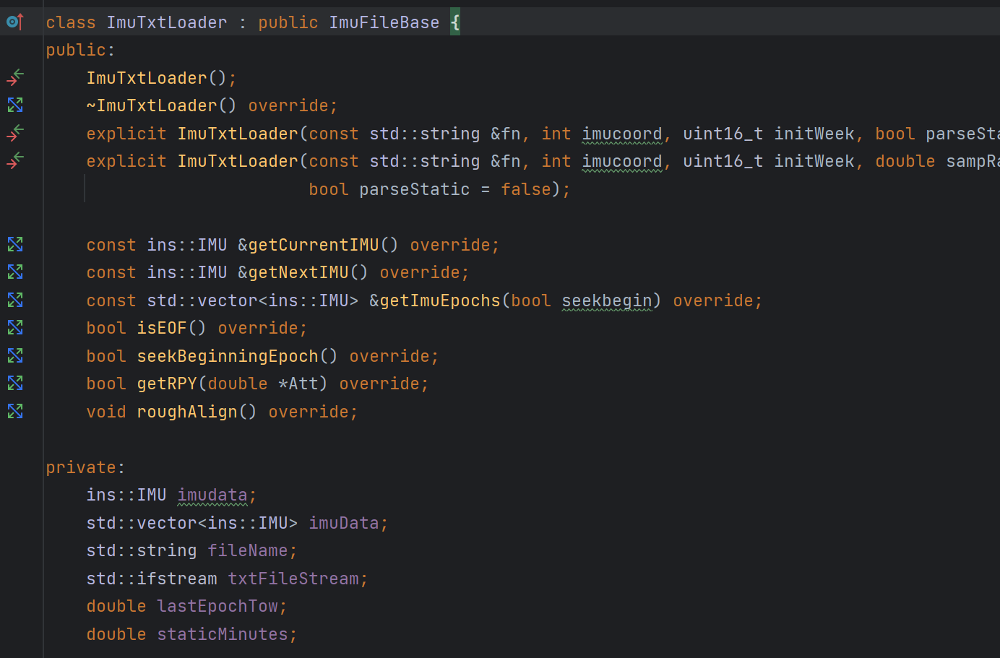 class ImuTxtLoader : public ImuFileBase {
public:
    ImuTxtLoader();
    ~ImuTxtLoader() override;
    explicit ImuTxtLoader(const std::string &fn, int imucoord, uint16_t initWeek, bool
    explicit ImuTxtLoader(const std::string &fn, int imucoord, uint16_t initWeek, double
                          bool parseStatic = false);
    const ins::IMU &getCurrentIMU() override;
    const ins::IMU &getNextIMU() override;
    const std::vector<ins::IMU> &getImuEpochs(bool seekbegin) override;
    bool isEOF() override;
    bool seekBeginningEpoch() override;
    bool getRPY(double *Att) override;
    void roughAlign() override;
private:
    ins::IMU imudata;
    std::vector<ins::IMU> imuData;
    std::string fileName;
    std::ifstream txtFileStream;
    double lastEpochTow;
    double staticMinutes;